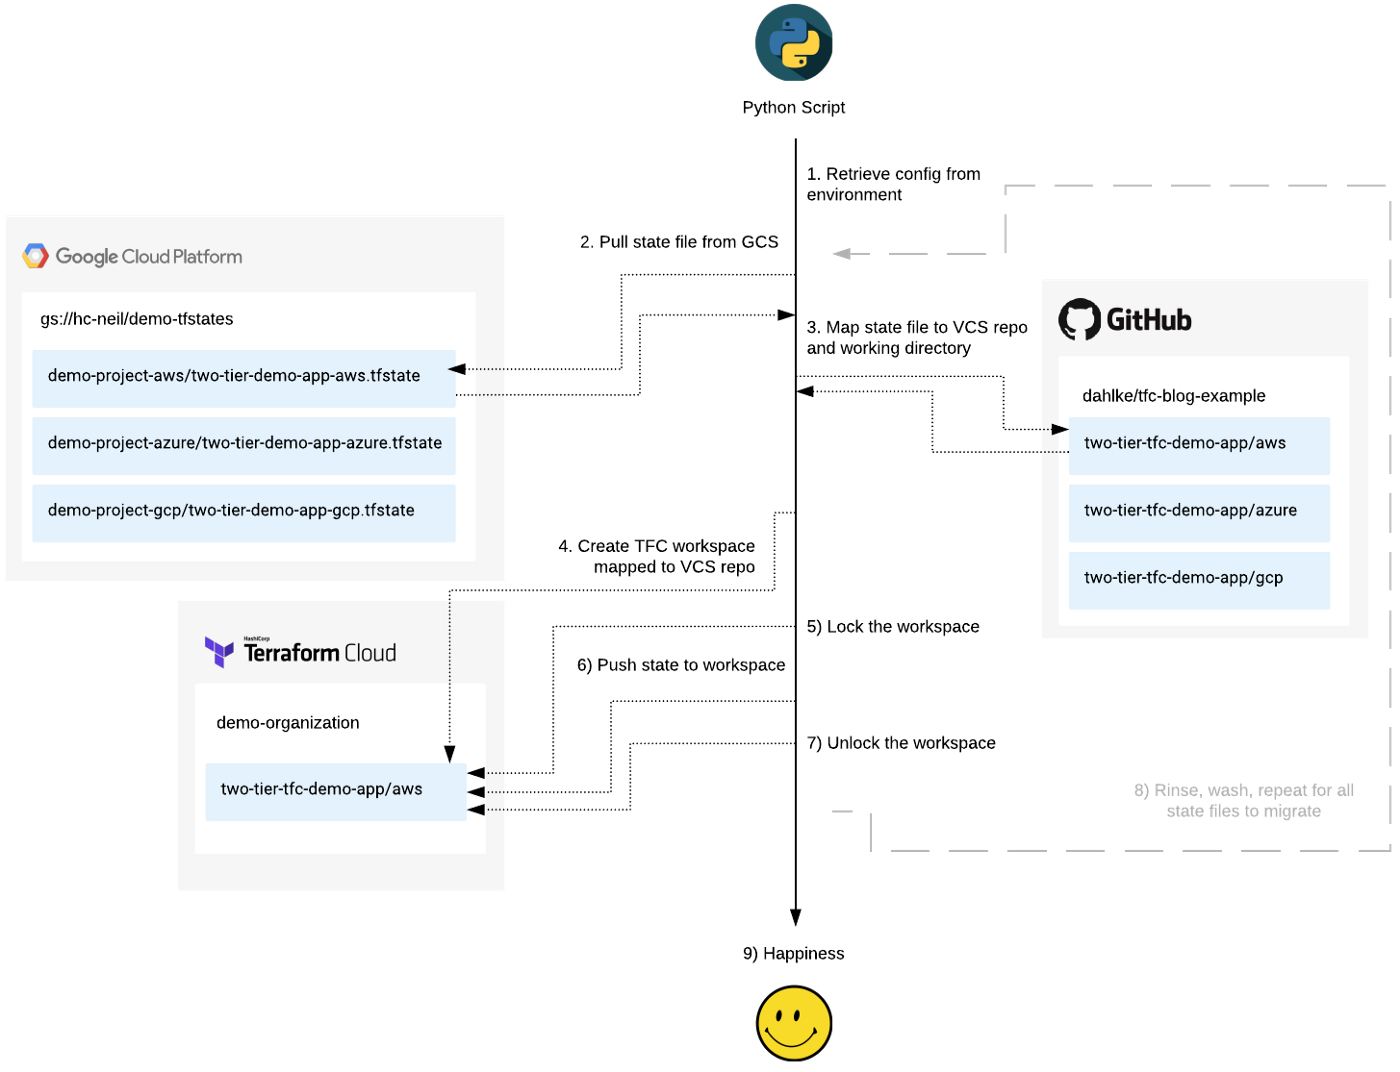 Python Script
1. Retrieve config from
environment
2. Pull state file from GCS
Google Cloud Platform
gs://hc-neil/demo-tfstates
demo-project-aws/two-tier-demo-app-aws.tfstate
demo-project-azure/two-tier-demo-app-azure.tfstate
demo-project-gcp/two-tier-demo-app-gcp.tfstate
3. Map state file to VCS repo
and working directory
GitHub
dahlke/tfc-blog-example
two-tier-tfc-demo-app/aws
two-tier-tfc-demo-app/azure
two-tier-tfc-demo-app/gcp
4. Create TFC workspace
mapped to VCS repo
HashiCorp
Terraform Cloud
demo-organization
two-tier-tfc-demo-app/aws
5) Lock the workspace
6) Push state to workspace
7) Unlock the workspace
8) Rinse, wash, repeat for all
state files to migrate
9) Happiness